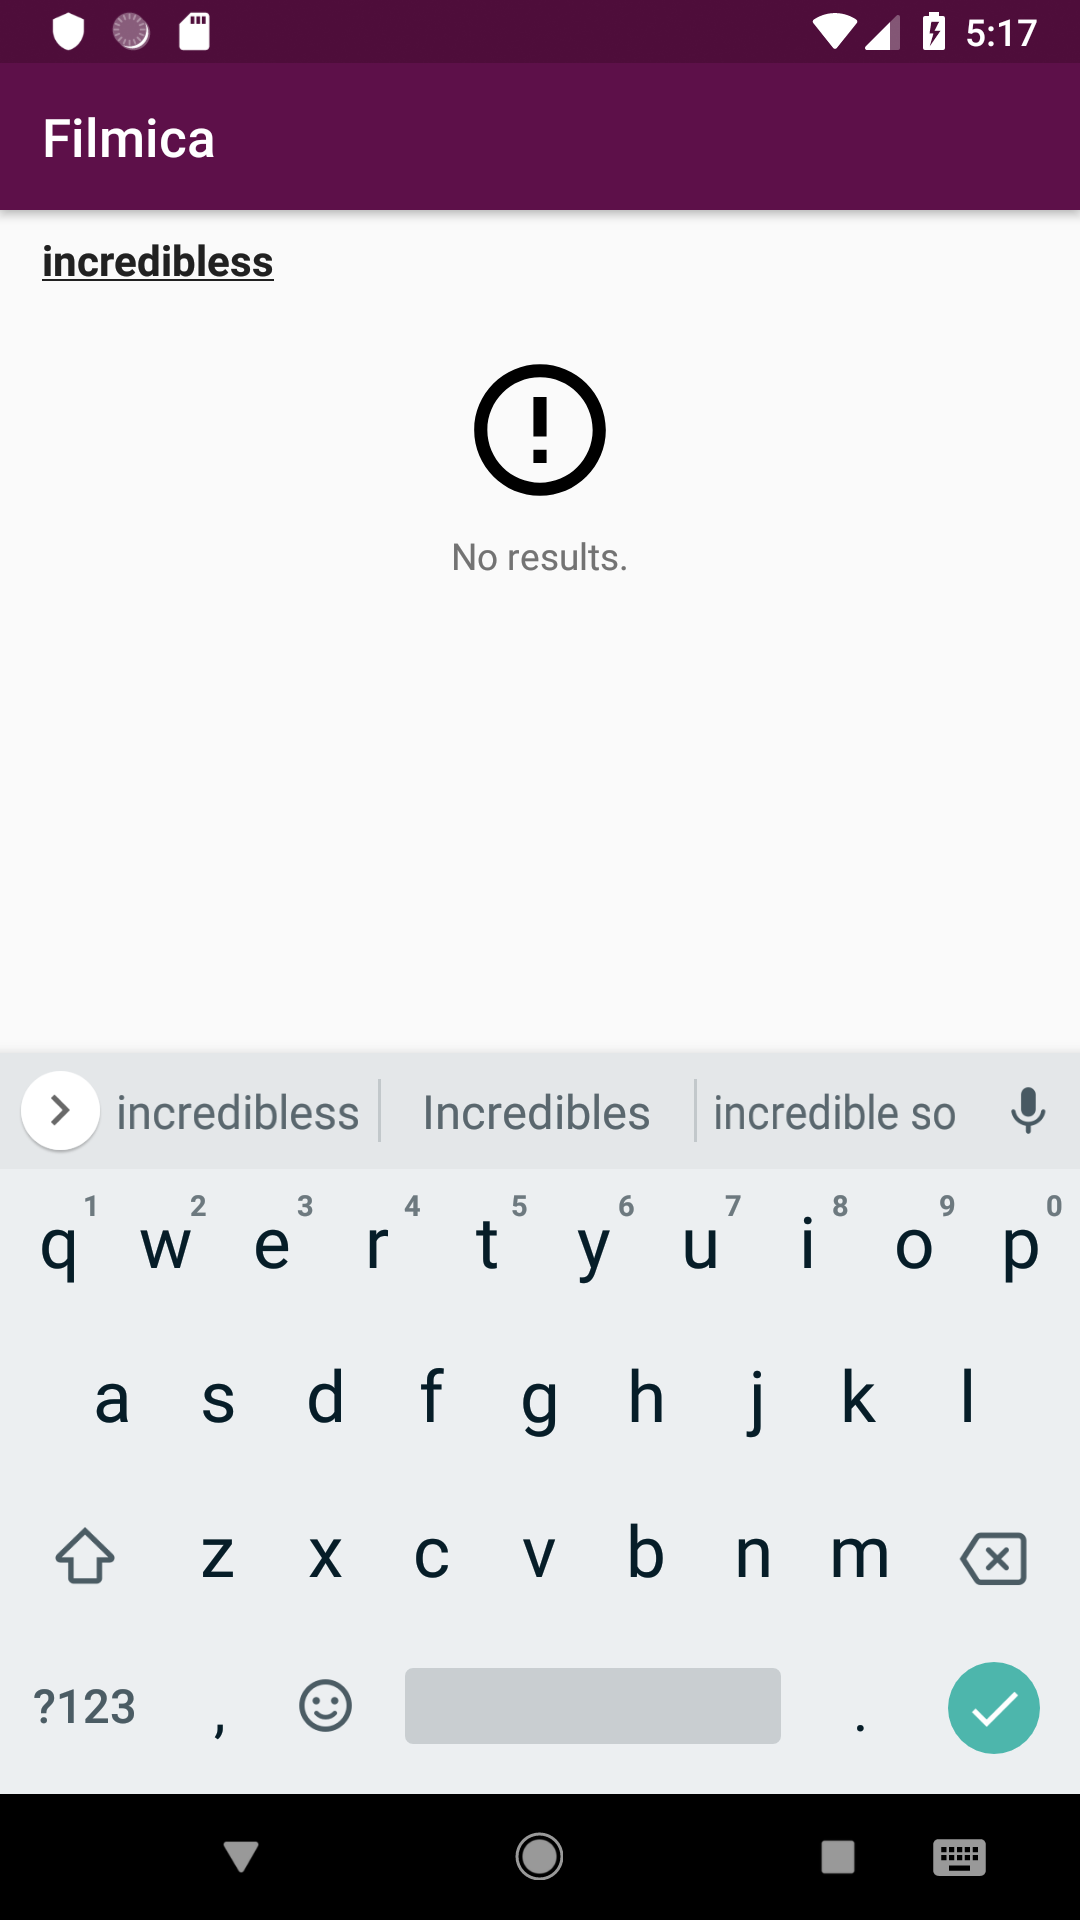 5:17
Filmica
incredibless
No results.
incredibless Incredibles incredible so
1 2 3 4 5 6 7 8 9 0
q w e r t y u i o p
a s d f g h j k l
z x c v b n m
?123 , .